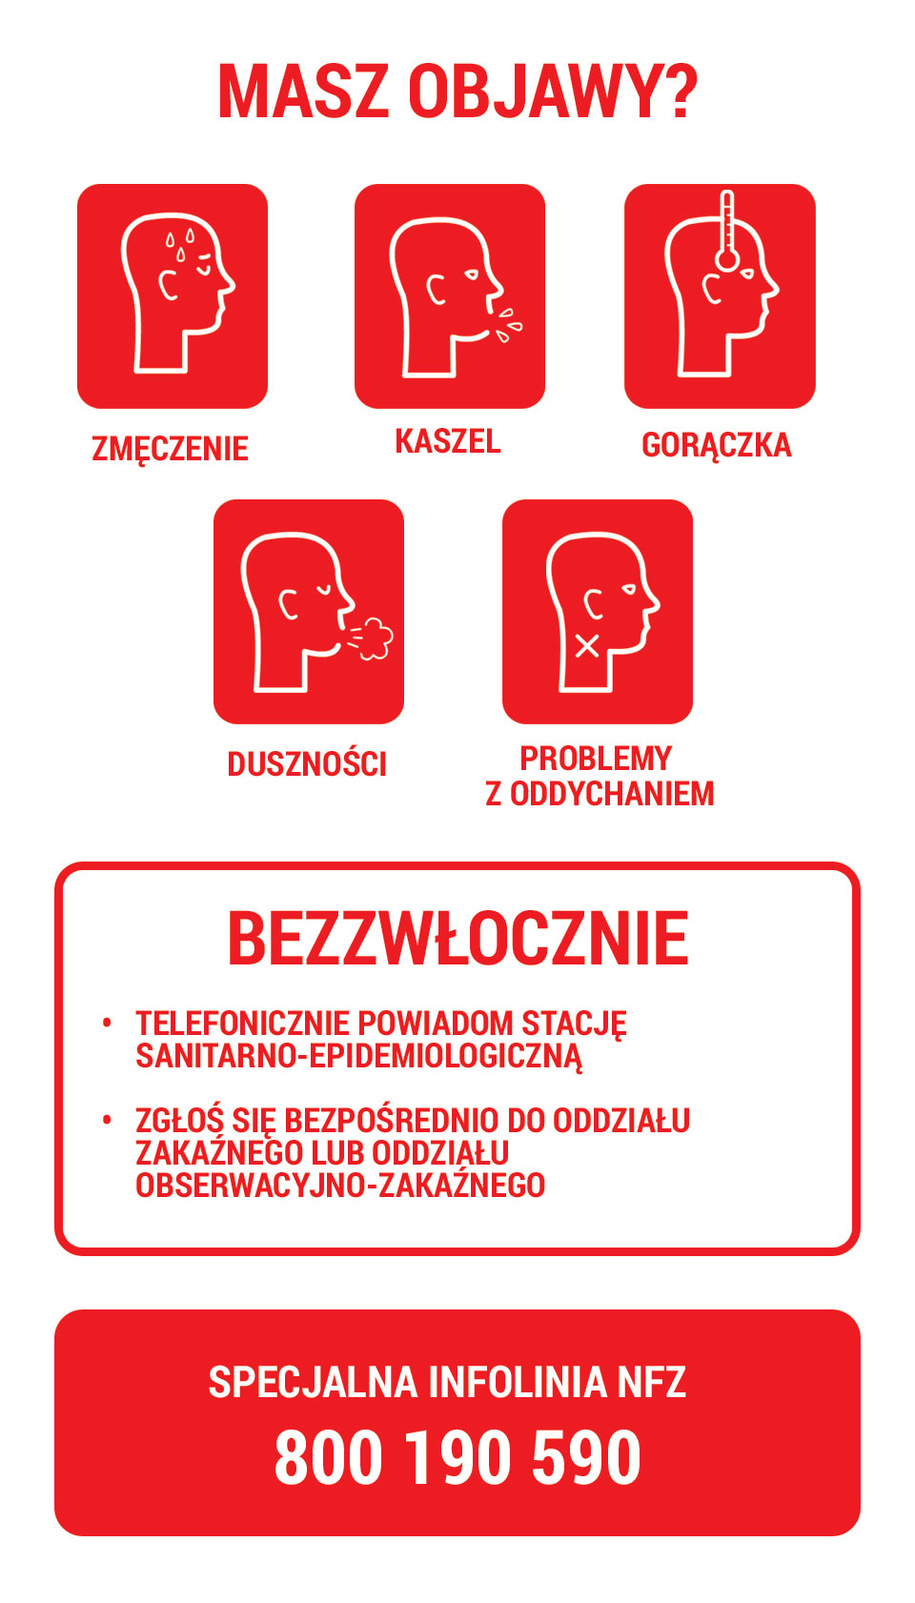 MASZ OBJAWY?
ZMĘCZENIE
KASZEL
GORĄCZKA
DUSZNOŚCI
PROBLEMY
Z ODDYCHANIEM
BEZZWŁOCZNIE
• TELEFONICZNIE POWIADOM STACJĘ
SANITARNO-EPIDEMIOLOGICZNĄ
• ZGŁOŚ SIĘ BEZPOŚREDNIO DO ODDZIAŁU
ZAKAŹNEGO LUB ODDZIAŁU
OBSERWACYJNO-ZAKAŹNEGO
SPECJALNA INFOLINIA NFZ
800 190 590